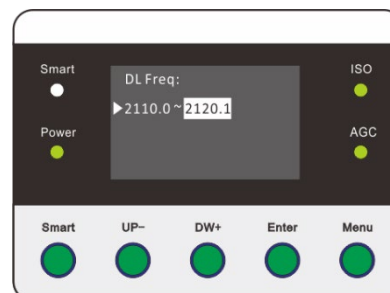 Smart
ISO
DL Freq:
2110.0~2120.1
Power
AGC
Smart UP- DW+ Enter Menu